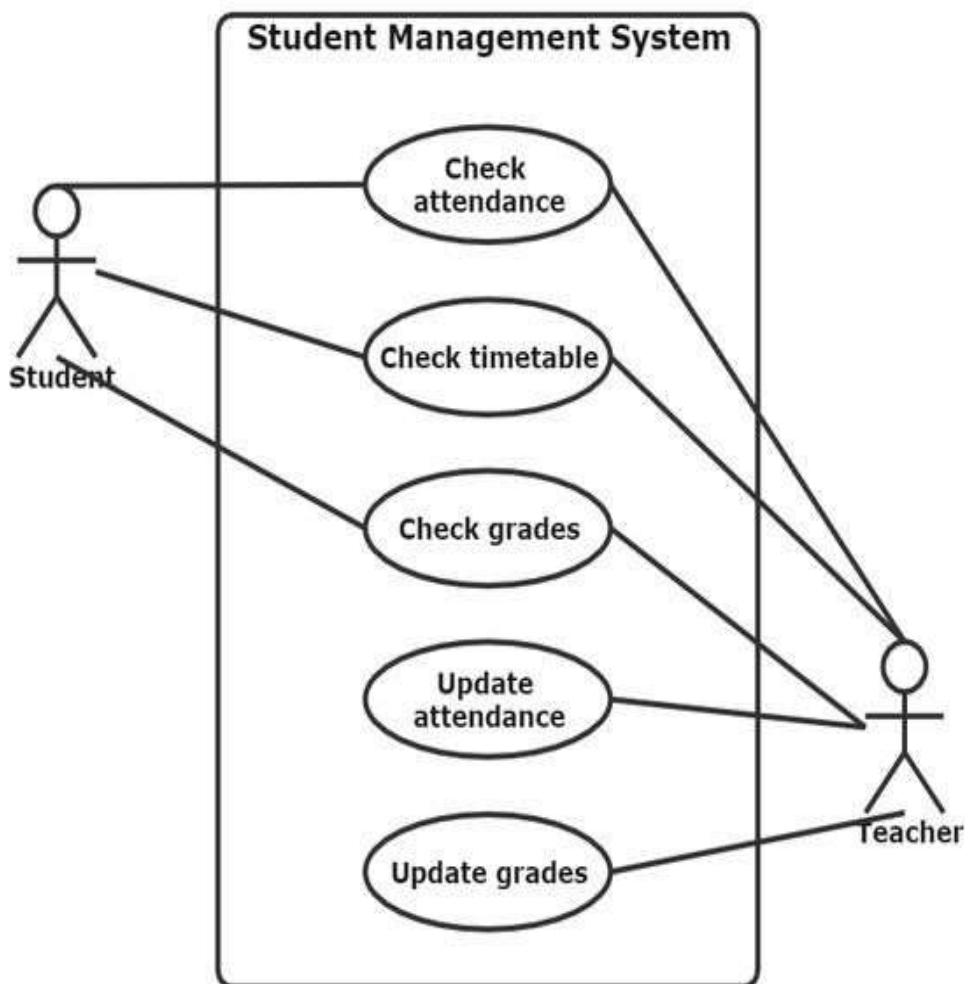 Student Management System
Check
attendance
Check timetable
Student
Check grades
Update
attendance
Teacher
Update grades